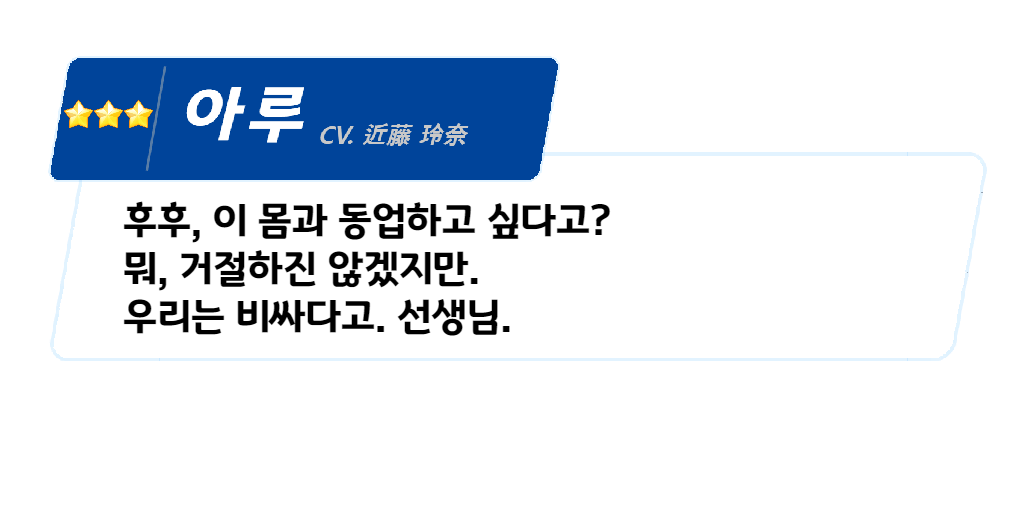 아루
CV. 近藤 玲奈
후후, 이 몸과 동업하고 싶다고?
뭐, 거절하진 않겠지만.
우리는 비싸다고. 선생님.